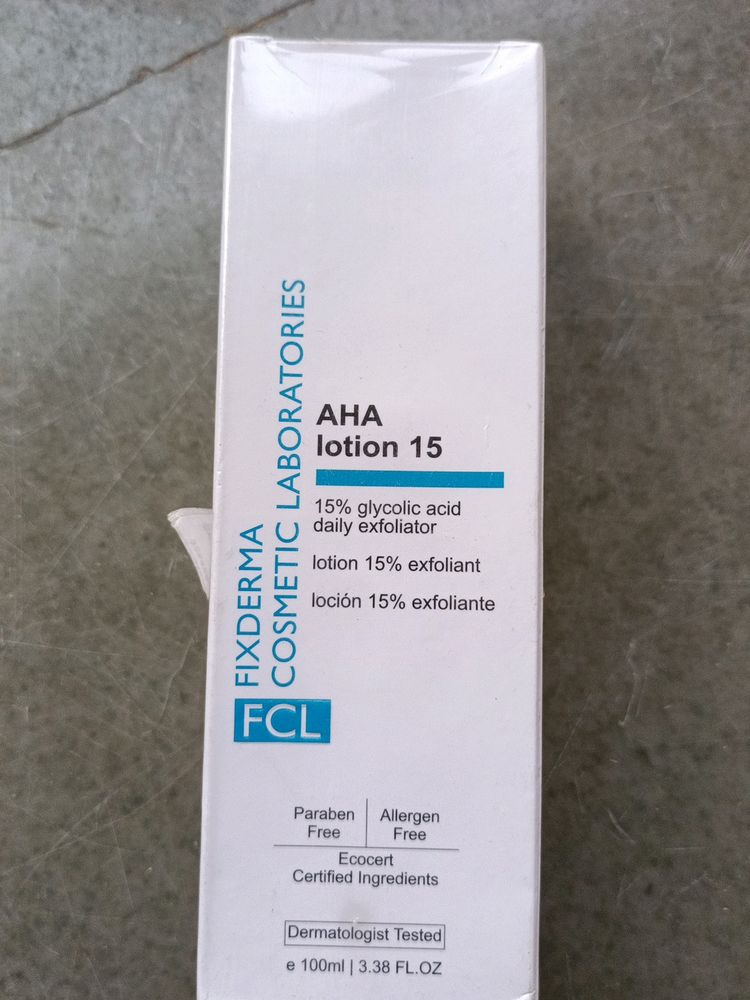 FIXDERMA
COSMETIC LABORATORIES
FCL
AHA
lotion 15
15% glycolic acid
daily exfoliator
lotion 15% exfoliant
loción 15% exfoliante
Paraben
Free
Allergen
Free
Ecocert
Certified Ingredients
Dermatologist Tested
e 100ml | 3.38 FL.OZ